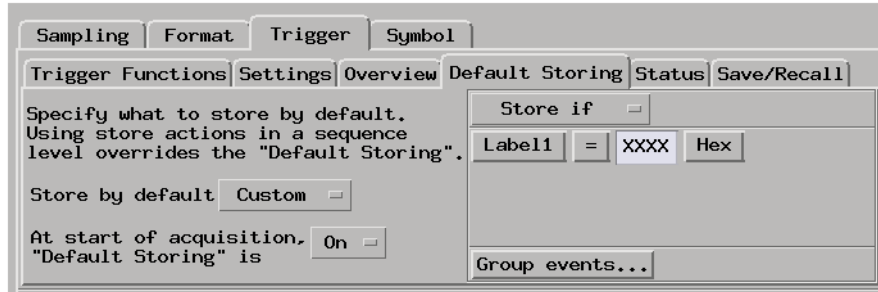 Sampling Format Trigger Symbol
Trigger Functions Settings Overview Default Storing Status Save/Recall
Specify what to store by default.
Using store actions in a sequence
level overrides the "Default Storing".
Store by default Custom
At start of acquisition,
"Default Storing" is
On
Store if
Label1 = XXXX Hex
Group events...